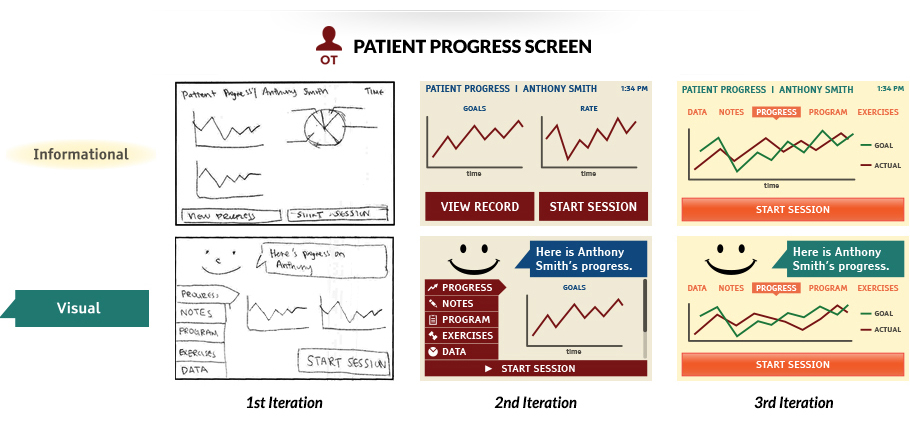 PATIENT PROGRESS SCREEN
OT
Informational
Patient Progress | Anthony Smith Time
View Progress START SESSION
PATIENT PROGRESS | ANTHONY SMITH 1:34 PM
GOALS RATE
time time
VIEW RECORD START SESSION
PATIENT PROGRESS | ANTHONY SMITH 1:34 PM
DATA NOTES PROGRESS PROGRAM EXERCISES
GOAL
ACTUAL
time
START SESSION
Visual
Here's progress on
Anthony
PROGRESS
NOTES
PROGRAM
EXERCISES
DATA
START SESSION
Here is Anthony
Smith's progress.
PROGRESS
NOTES
PROGRAM
EXERCISES
DATA
GOALS
time
START SESSION
Here is Anthony
Smith's progress.
DATA NOTES PROGRESS PROGRAM EXERCISES
GOAL
ACTUAL
START SESSION
1st Iteration
2nd Iteration
3rd Iteration